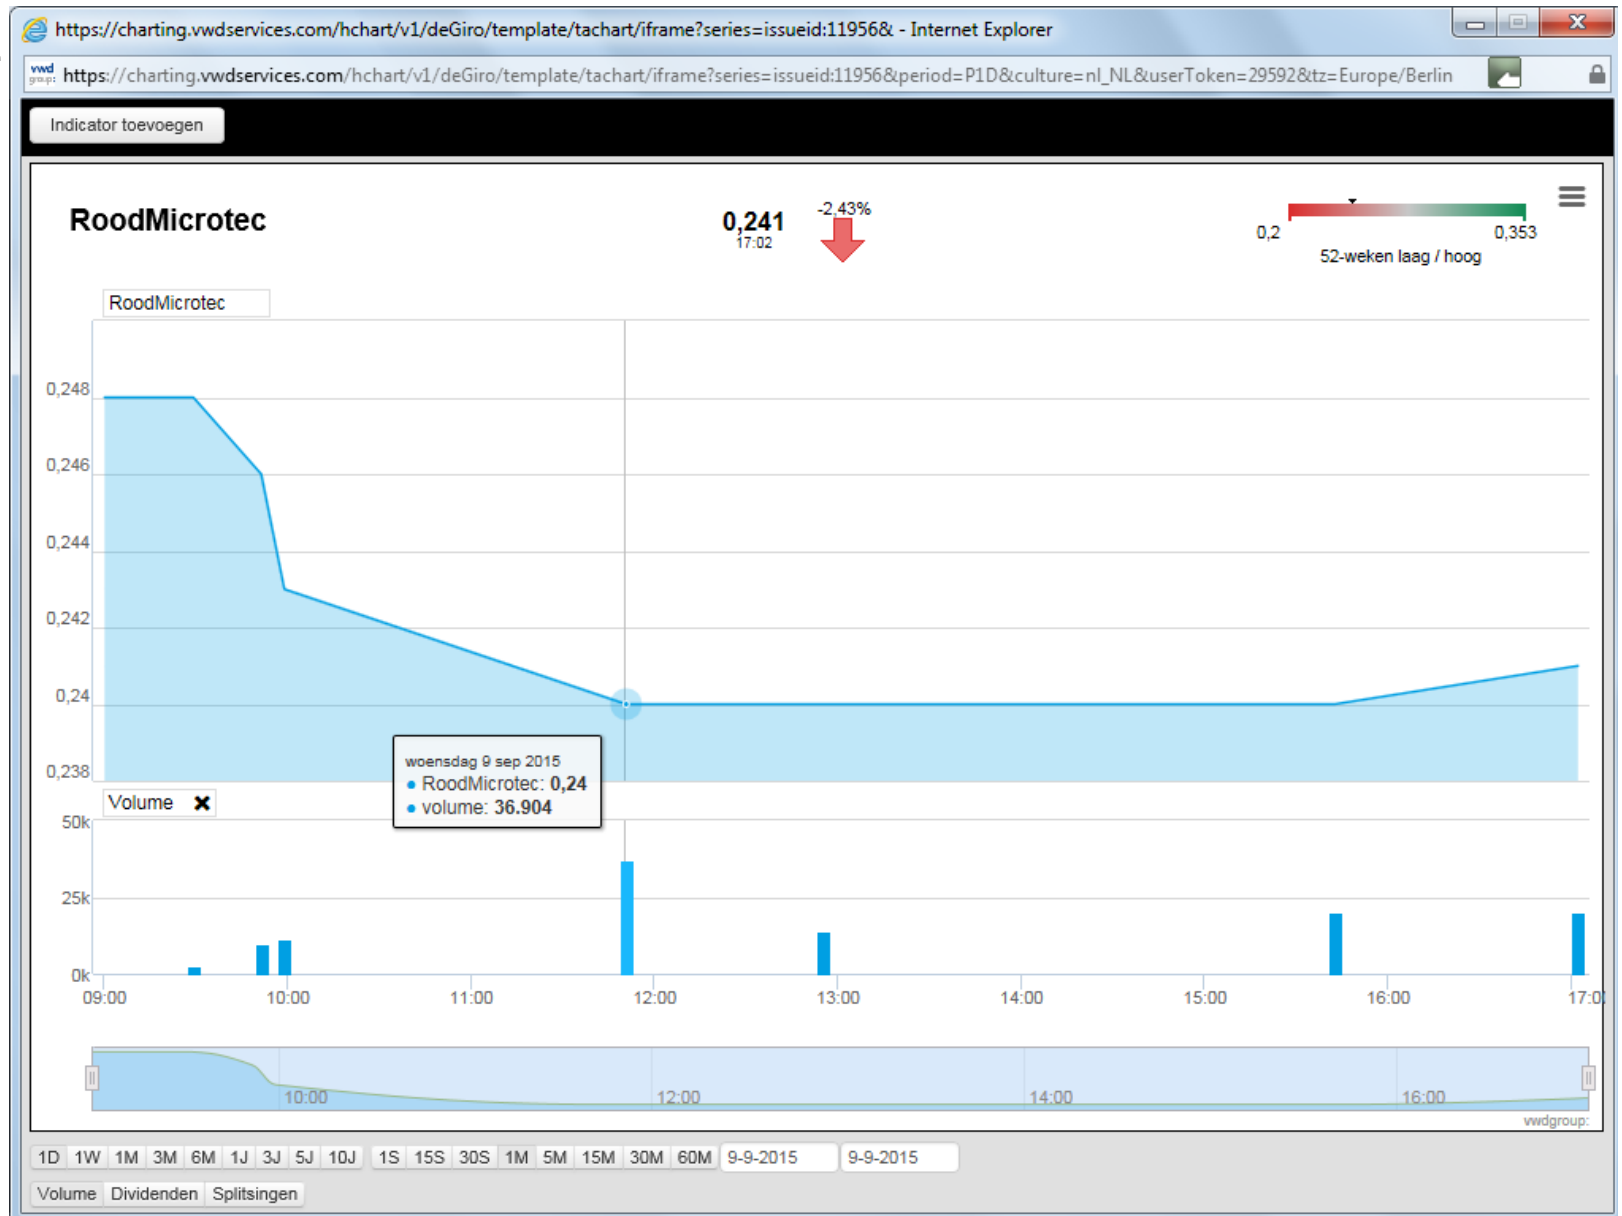 https://charting.vwdservices.com/hchart/v1/deGiro/template/tachart/iframe?series=issueid:11956& - Internet Explorer
vwd group: https://charting.vwdservices.com/hchart/v1/deGiro/template/tachart/iframe?series=issueid:11956&period=P1D&culture=nl_NL&userToken=29592&tz=Europe/Berlin
Indicator toevoegen
RoodMicrotec
0,241
17:02
-2,43%
0,2
0,353
52-weken laag / hoog
RoodMicrotec
0,248
0,246
0,244
0,242
0,24
0,238
woensdag 9 sep 2015
RoodMicrotec: 0,24
volume: 36.904
Volume
50k
25k
0k
09:00 10:00 11:00 12:00 13:00 14:00 15:00 16:00
10:00 12:00 14:00 16:00
vwdgroup:
1D 1W 1M 3M 6M 1J 3J 5J 10J 1S 15S 30S 1M 5M 15M 30M 60M 9-9-2015 9-9-2015
Volume Dividenden Splitsingen